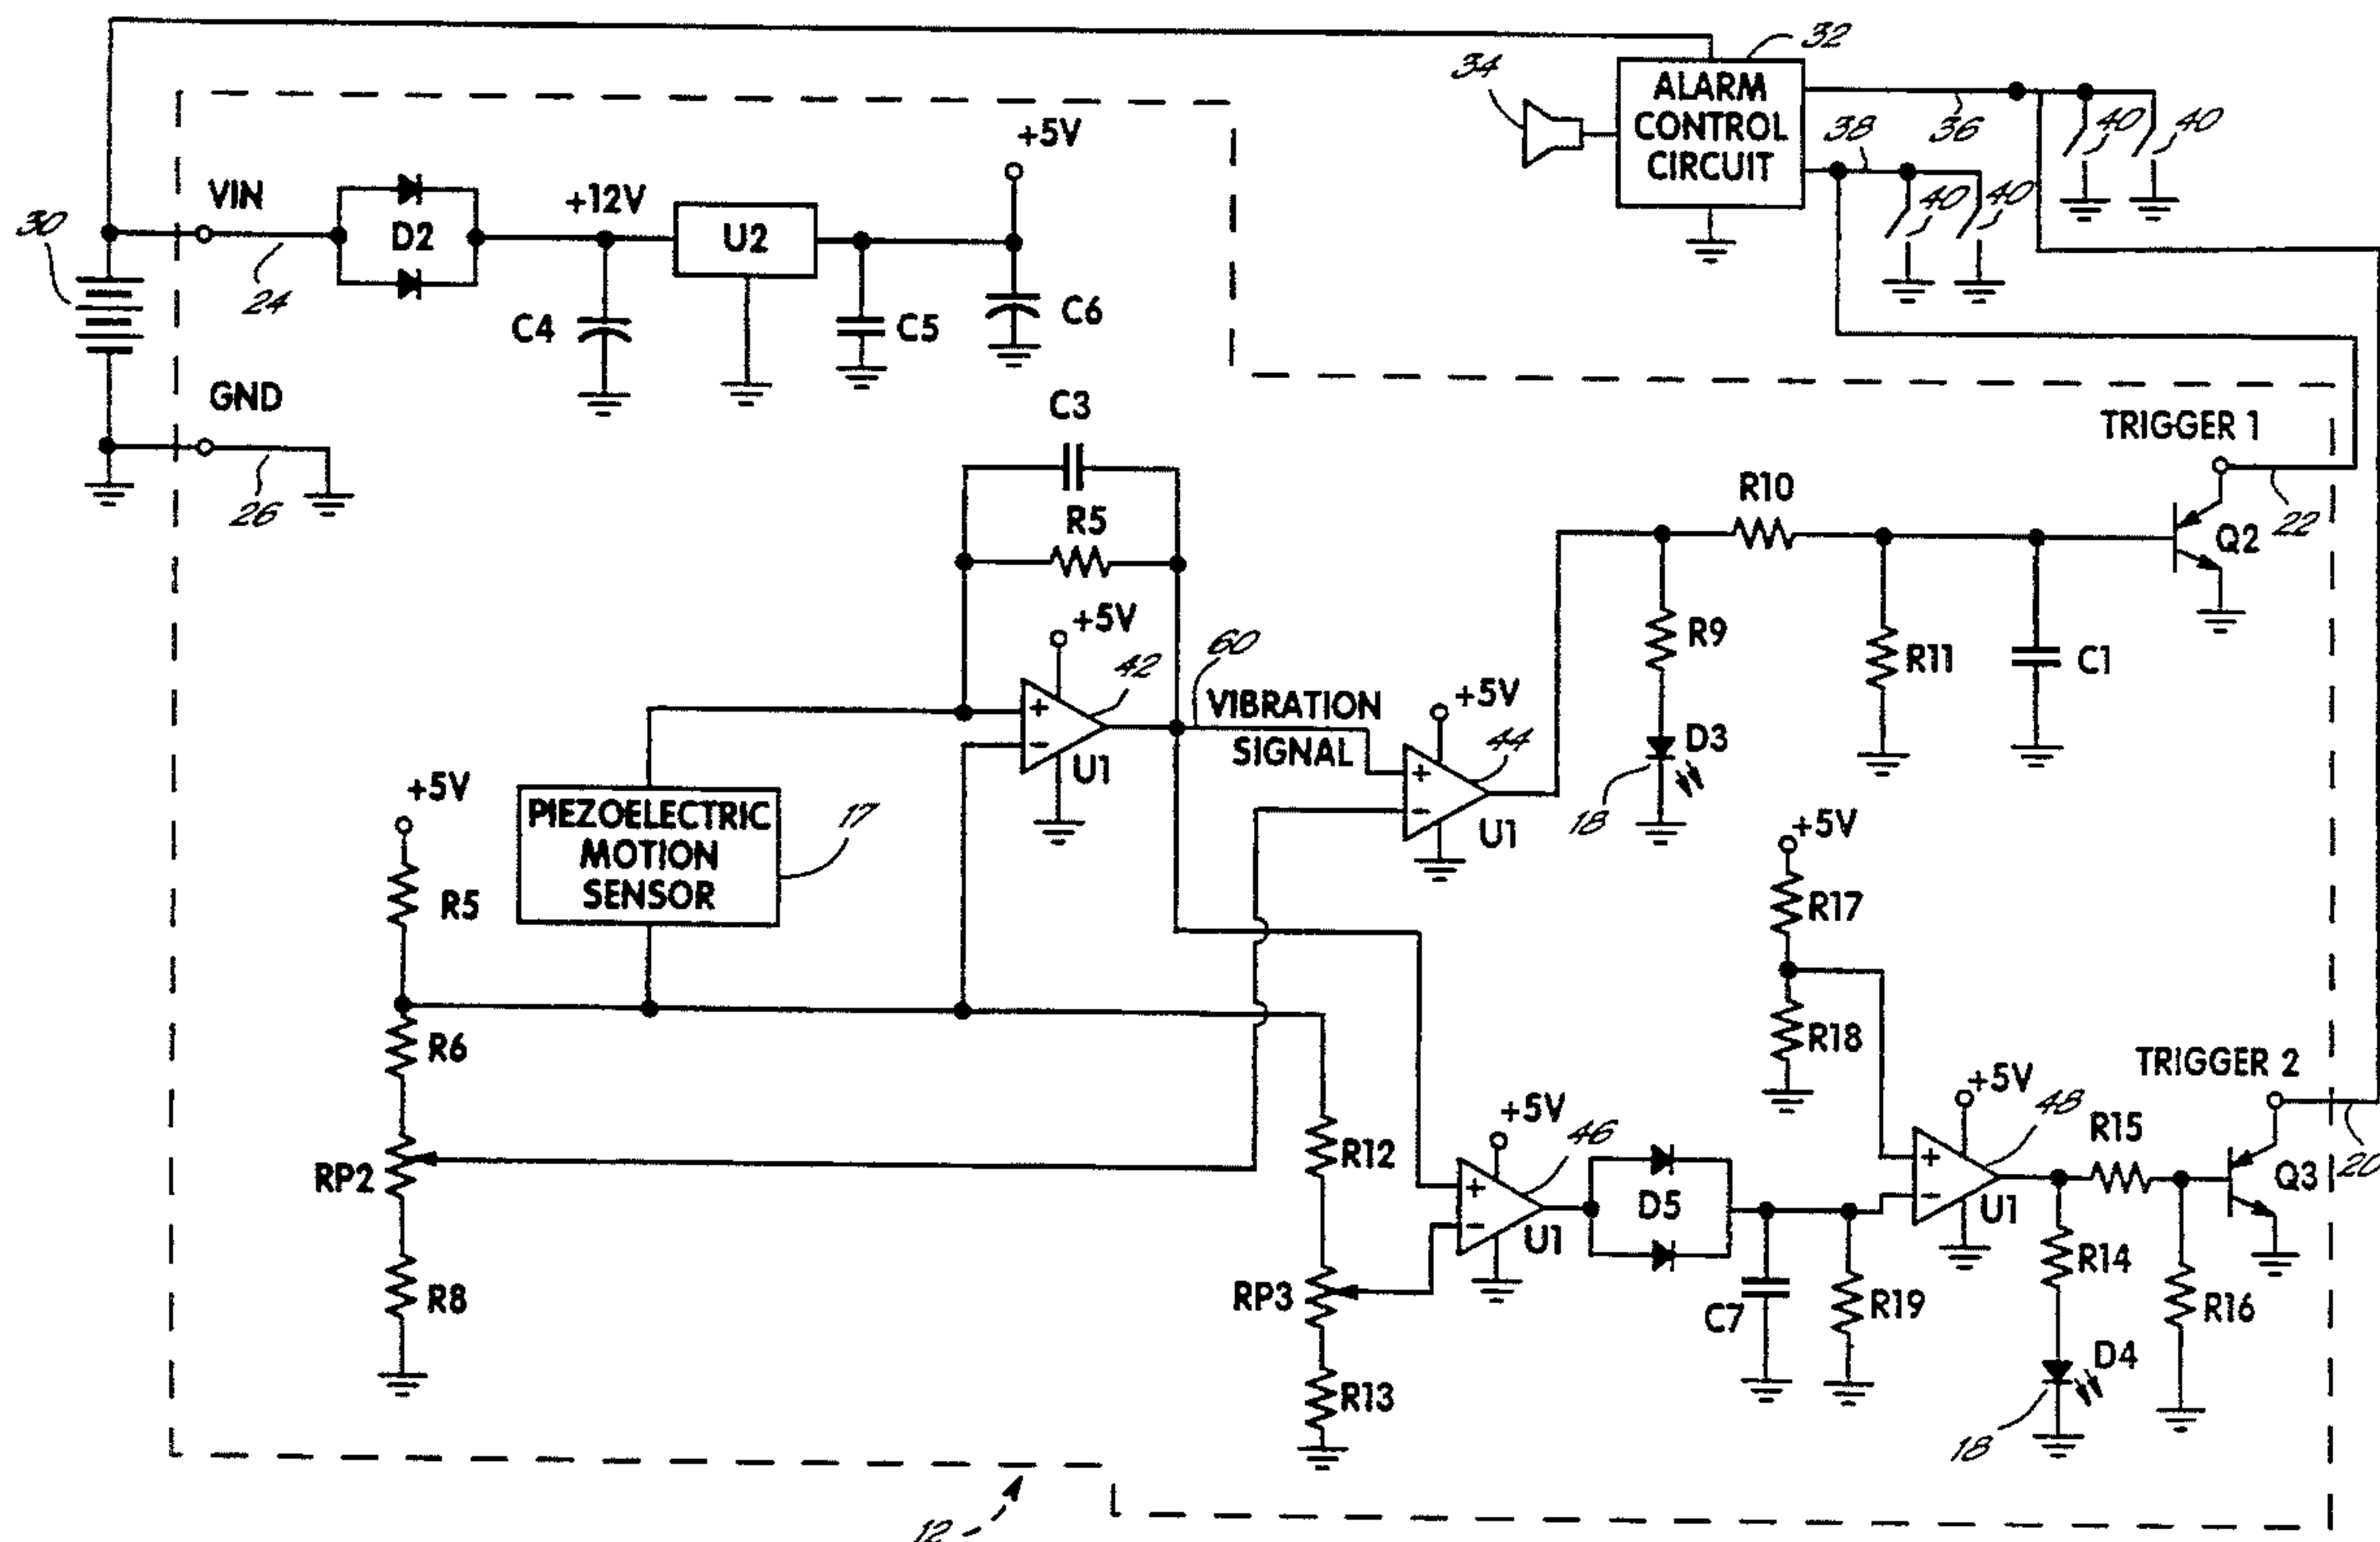 32
34
ALARM
CONTROL
CIRCUIT
36
38
40
40
40
40
+5V
VIN
D2
+12V
U2
30
24
C4
C5
C6
GND
26
C3
R5
TRIGGER 1
R10
Q2
22
+5V
42
60
R9
R11
C1
VIBRATION
SIGNAL
+5V
44
D3
U1
18
U1
+5V
PIEZOELECTRIC
MOTION
SENSOR
17
R5
+5V
R17
R18
R6
TRIGGER 2
+5V
48
R15
+5V
46
R12
RP2
Q3
20
D5
U1
U1
R14
RP3
C7
R19
R16
R8
D4
R13
18
12
+
-
+
-
+
-
+
-